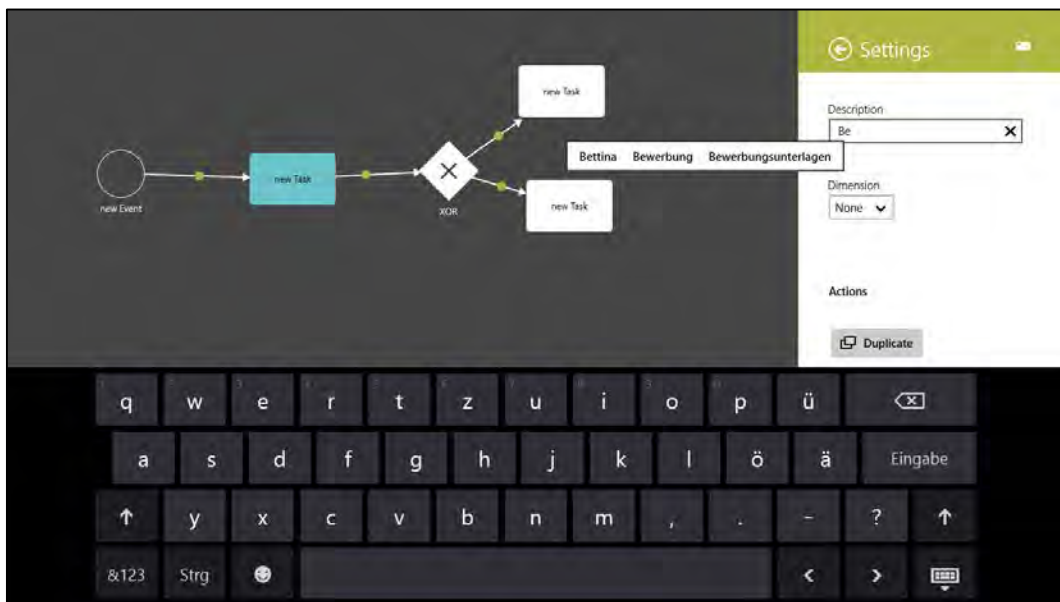 Settings
new Task
Description
Be
Bettina Bewerbung Bewerbungsunterlagen
new Task
new Event
XOR
new Task
Dimension
None
Actions
Duplicate
q w e r t z u i o p ü
a s d f g h j k l ö ä Eingabe
y x c v b n m , . - ?
&123 Strg < >